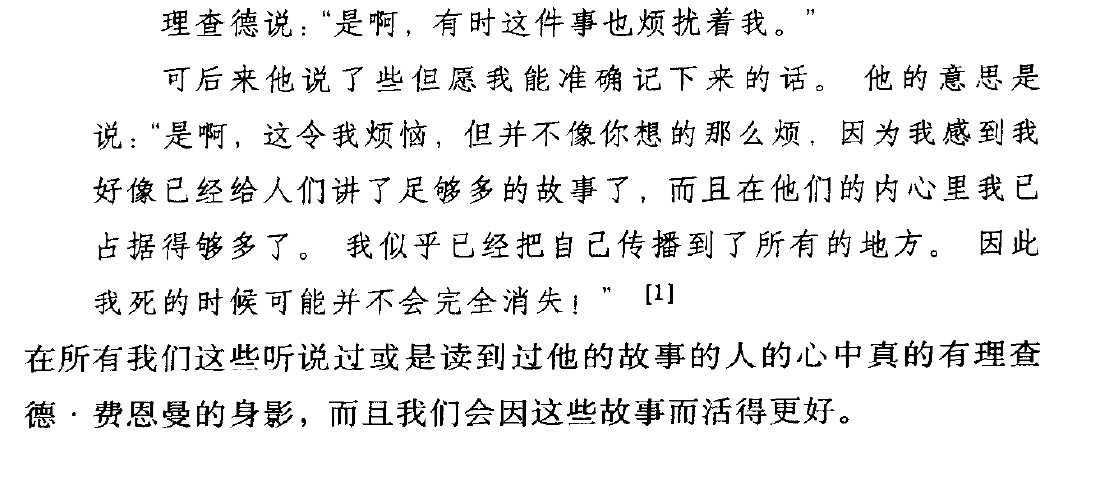 理查德说：“是啊，有时这件事也烦扰着我。”
可后来他说了些但愿我能准确记下来的话。 他的意思是
说：“是啊，这令我烦恼，但并不像你想的那么烦，因为我感到我
好像已经给人们讲了足够多的故事了，而且在他们的内心里我已
占据得够多了。 我似乎已经把自己传播到了所有的地方。 因此
我死的时候可能并不会完全消失！” [1]
在所有我们这些听说过或是读到过他的故事的人的心中真的有理查
德·费恩曼的身影，而且我们会因这些故事而活得更好。